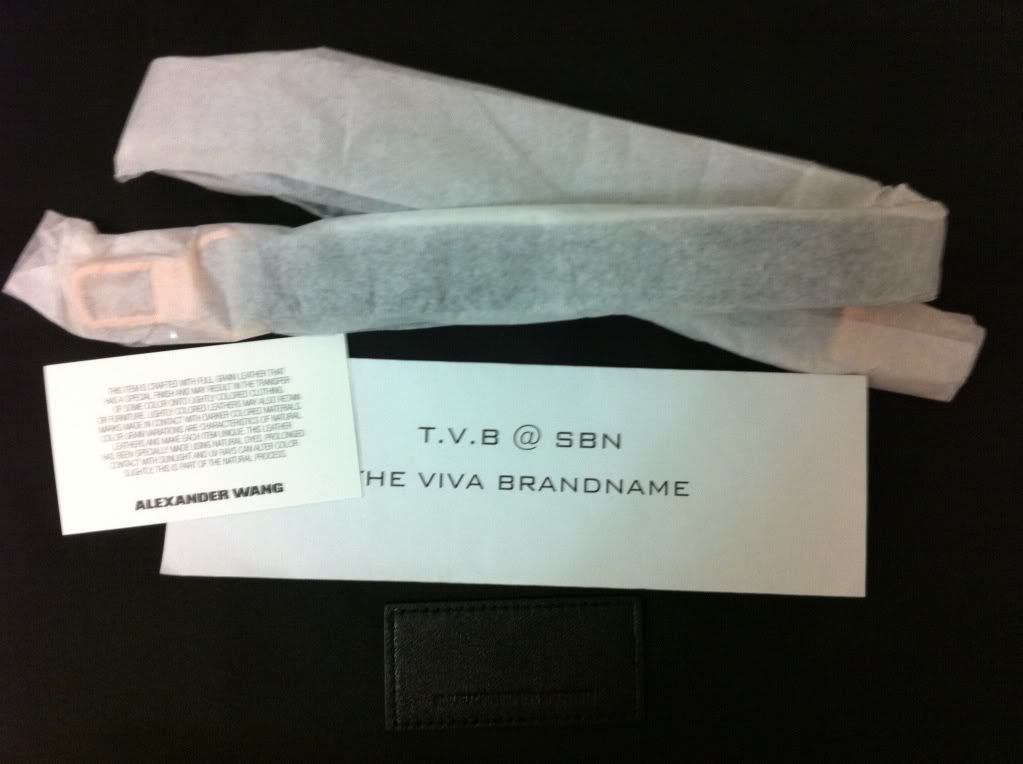 THIS ITEM IS CRAFTED WITH FULL GRAIN LEATHER THAT
HAS A SPECIAL FINISH AND MAY RESULT IN THE TRANSFER
OF SOME COLOR ONTO LIGHTLY COLORED CLOTHING
OR FURNITURE. LIGHTLY COLORED LEATHERS MAY ALSO RETAIN
MARKS MADE IN CONTACT WITH DARKER COLORED MATERIALS.
COLOR GRAIN VARIATIONS ARE CHARACTERISTICS OF NATURAL
LEATHERS AND MAKE EACH ITEM UNIQUE. THIS LEATHER
HAS BEEN SPECIALLY MADE USING NATURAL DYES. PROLONGED
CONTACT WITH SUNLIGHT AND UV RAYS CAN ALTER COLOR
SLIGHTLY. THIS IS PART OF THE NATURAL PROCESS.
ALEXANDER WANG
T.V.B @ SBN
THE VIVA BRANDNAME